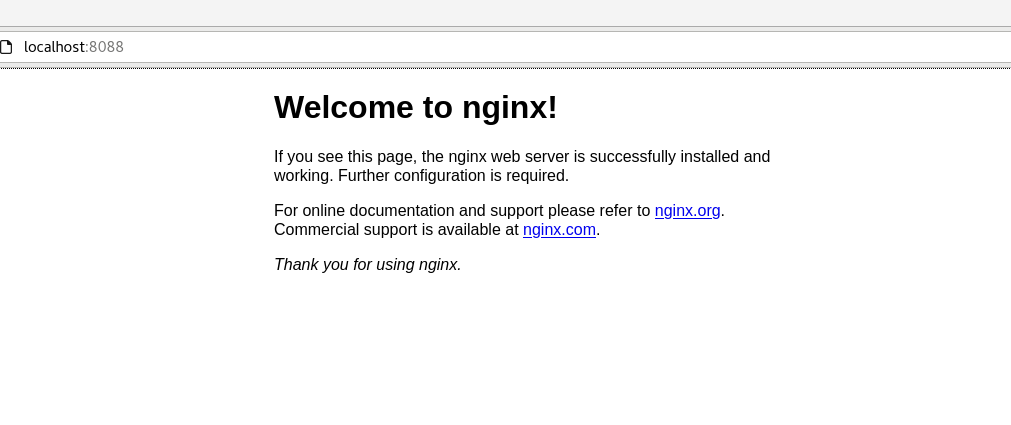 localhost:8088
Welcome to nginx!
If you see this page, the nginx web server is successfully installed and
working. Further configuration is required.
For online documentation and support please refer to nginx.org.
Commercial support is available at nginx.com.
Thank you for using nginx.